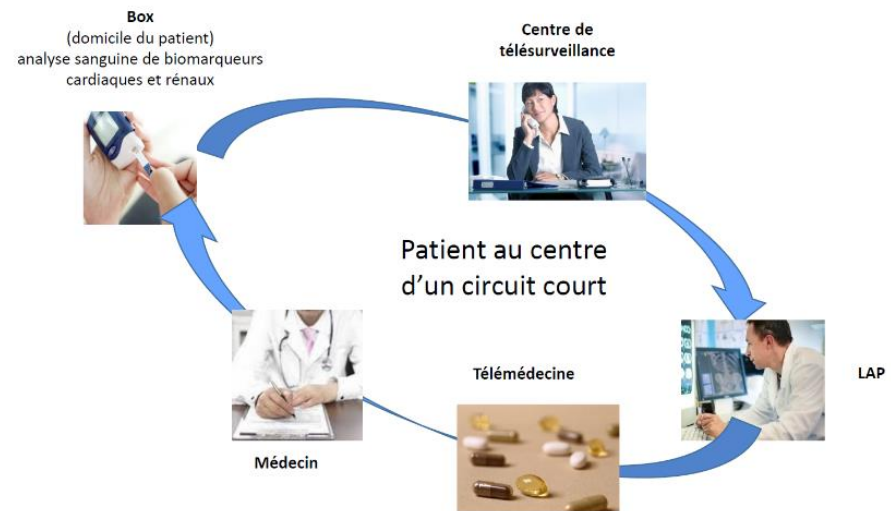 Box
(domicile du patient)
analyse sanguine de biomarqueurs
cardiaques et rénaux
Centre de
télésurveillance
Patient au centre
d'un circuit court
LAP
Télémédecine
Médecin